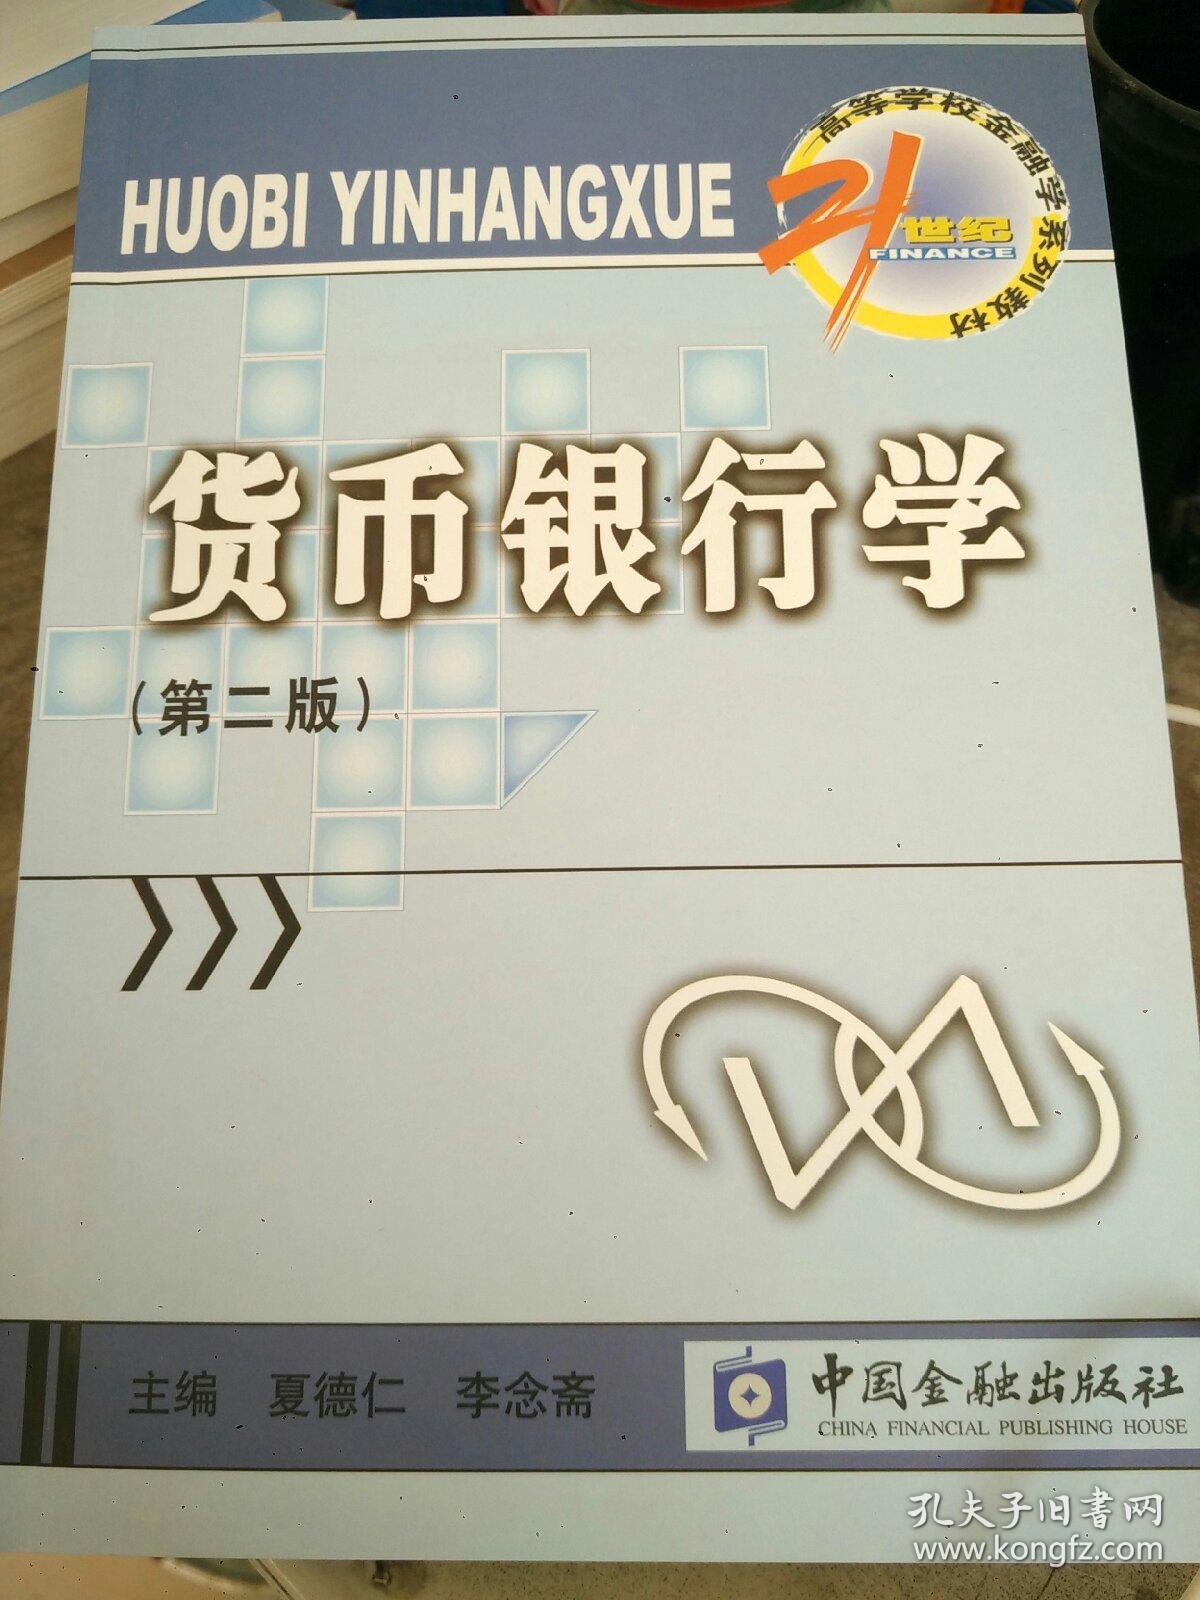 高等学校金融学系列教材
HUOBI YINHANGXUE
21
世纪
FINANCE
货币银行学
（第二版）
主编 夏德仁 李念斋
中国金融出版社
CHINA FINANCIAL PUBLISHING HOUSE
孔夫子旧书网
www.kongfz.com